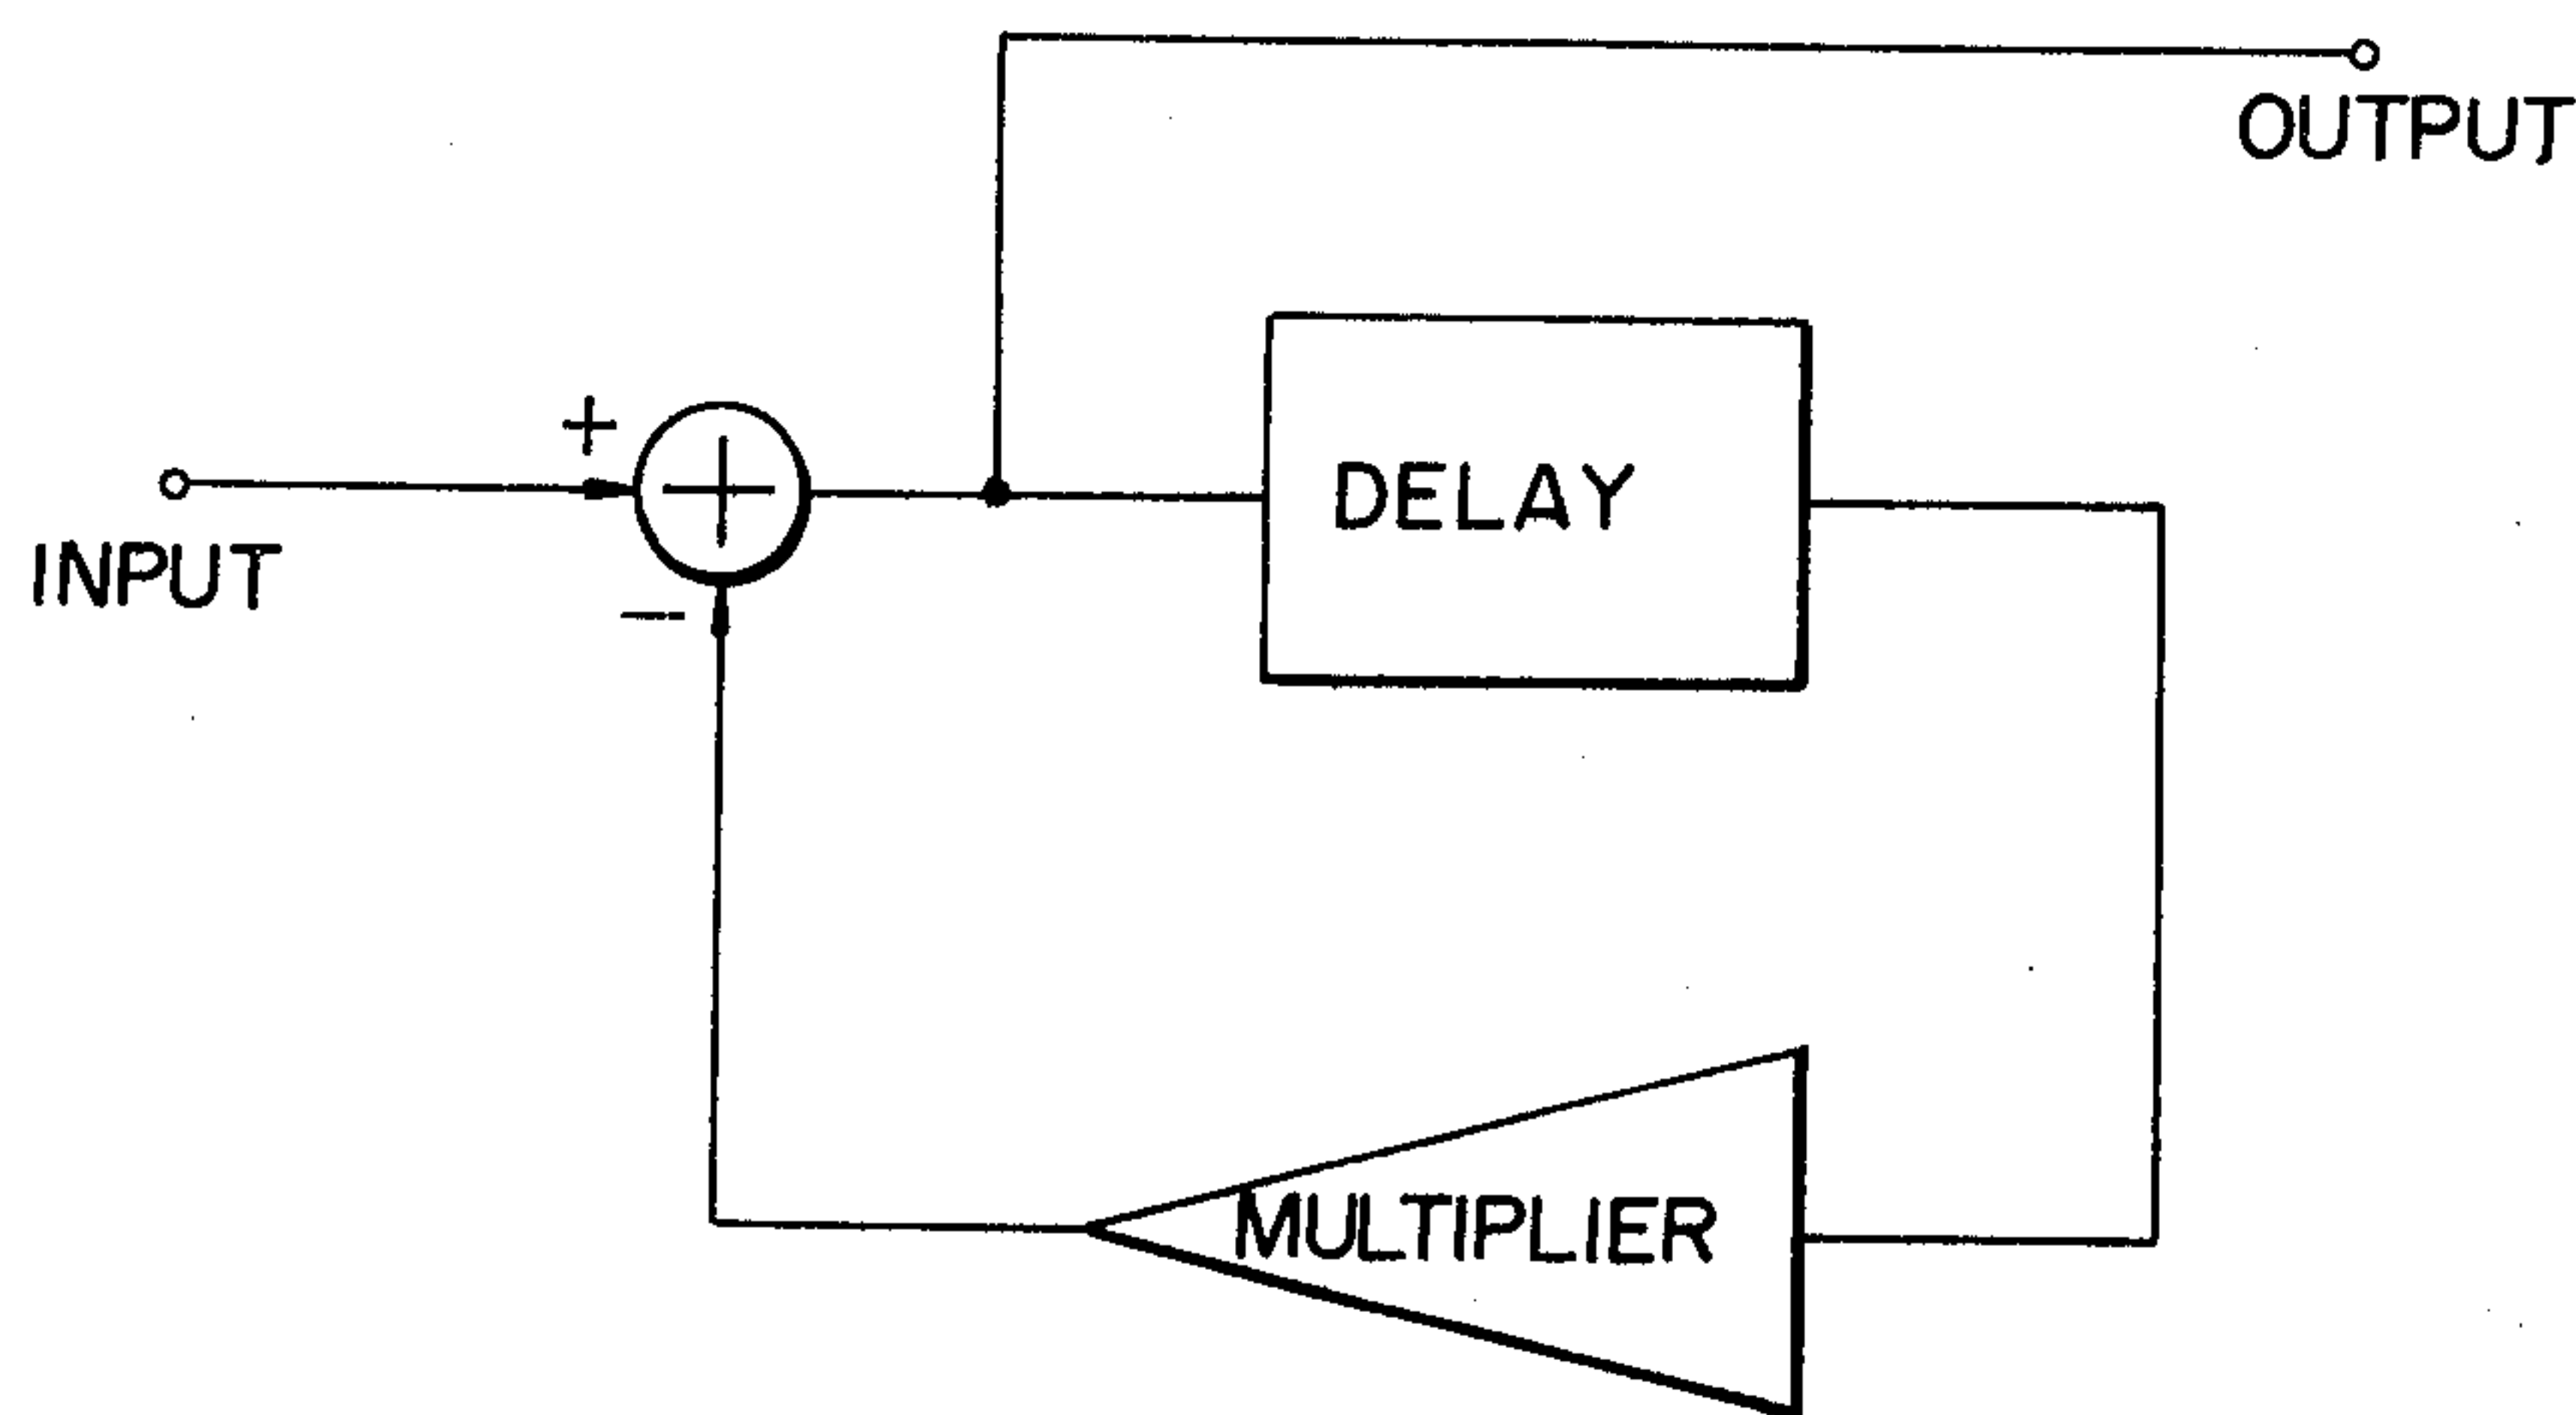 OUTPUT
+
+
DELAY
INPUT
−
MULTIPLIER